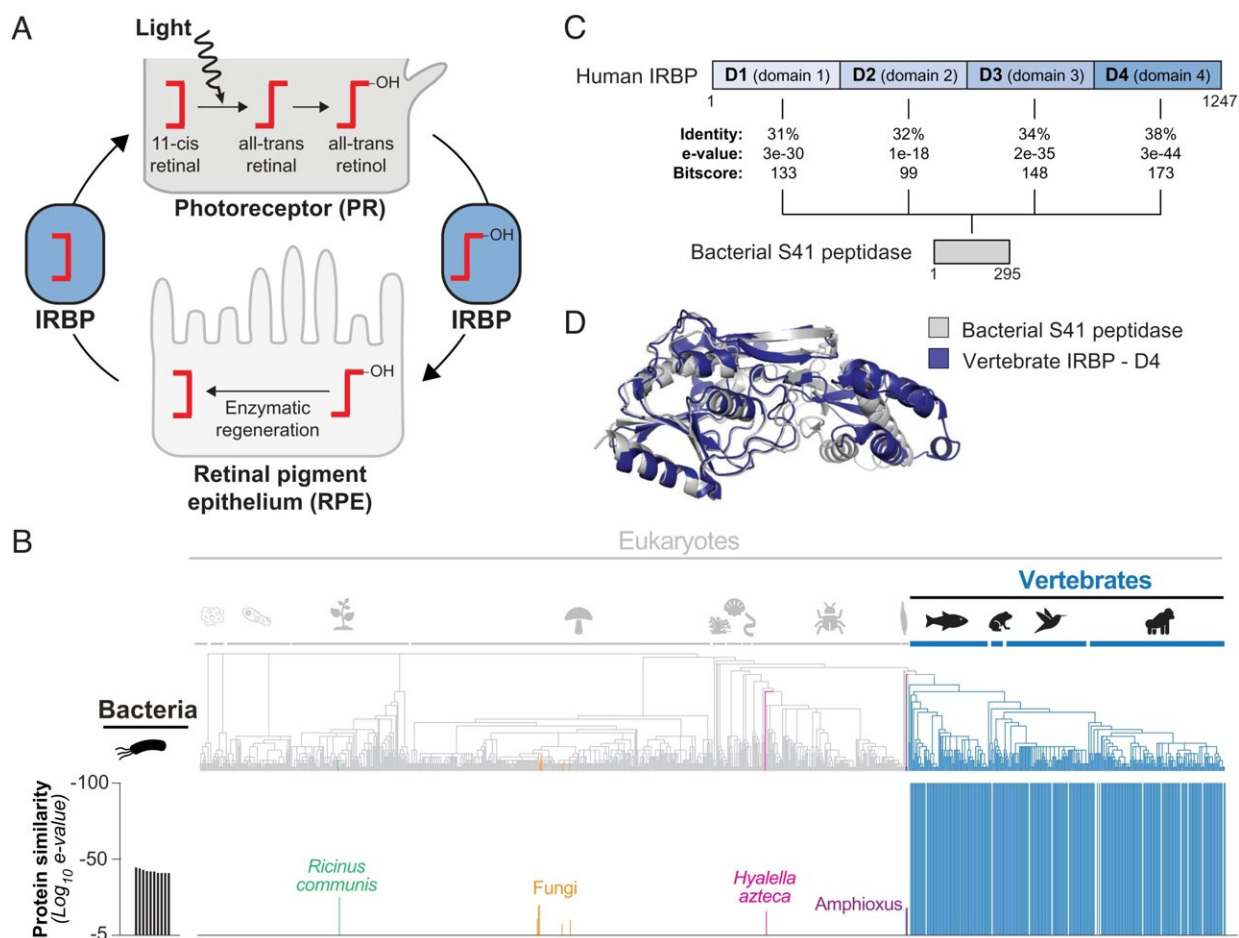 A
Light
-OH
11-cis
retinal
all-trans
retinal
all-trans
retinol
Photoreceptor (PR)
IRBP
-OH
IRBP
-OH
Enzymatic
regeneration
Retinal pigment
epithelium (RPE)
C
Human IRBP
D1 (domain 1) D2 (domain 2) D3 (domain 3) D4 (domain 4)
1 1247
Identity: 31% 32% 34% 38%
e-value: 3e-30 1e-18 2e-35 3e-44
Bitscore: 133 99 148 173
Bacterial S41 peptidase
1 295
D
Bacterial S41 peptidase
Vertebrate IRBP - D4
B
Eukaryotes
Vertebrates
Bacteria
Protein similarity
(Log10 e-value)
-100
-50
-5
Ricinus
communis
Fungi
Hyalella
azteca
Amphioxus